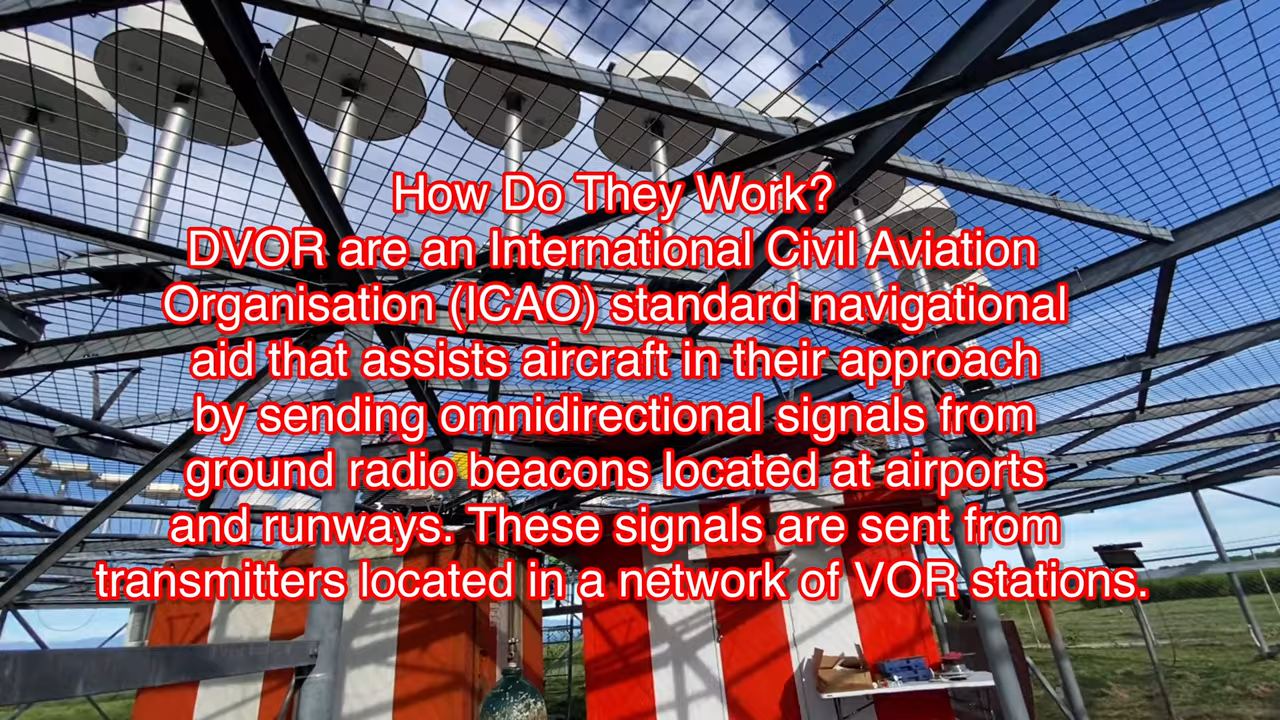 How Do They Work?
DVOR are an International Civil Aviation
Organisation (ICAO) standard navigational
aid that assists aircraft in their approach
by sending omnidirectional signals from
ground radio beacons located at airports
and runways. These signals are sent from
transmitters located in a network of VOR stations.